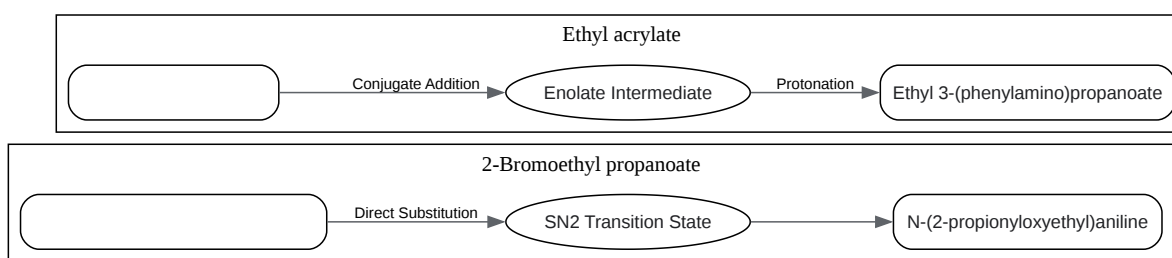 Ethyl acrylate
Conjugate Addition
Enolate Intermediate
Protonation
Ethyl 3-(phenylamino)propanoate
2-Bromoethyl propanoate
Direct Substitution
SN2 Transition State
N-(2-propionyloxyethyl)aniline